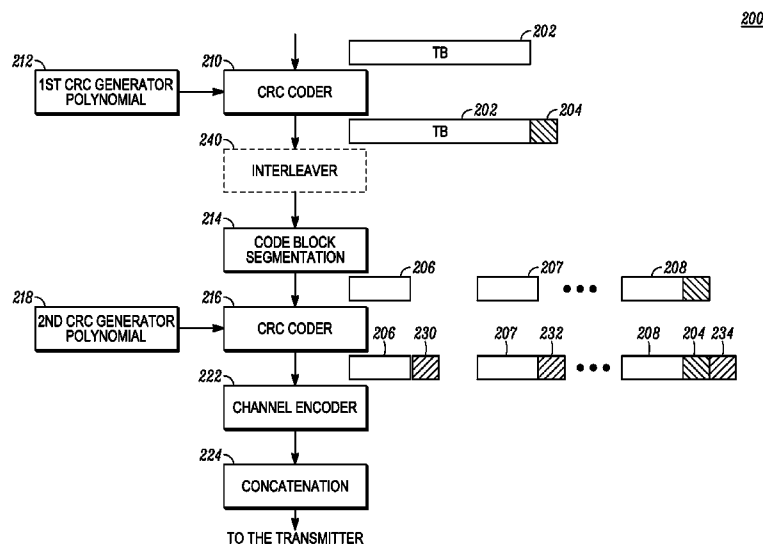 200
202
TB
212
1ST CRC GENERATOR
POLYNOMIAL
210
CRC CODER
202
204
TB
240
INTERLEAVER
214
CODE BLOCK
SEGMENTATION
206
207
208
218
2ND CRC GENERATOR
POLYNOMIAL
216
CRC CODER
206
230
207
232
208
204
234
222
CHANNEL ENCODER
224
CONCATENATION
TO THE TRANSMITTER